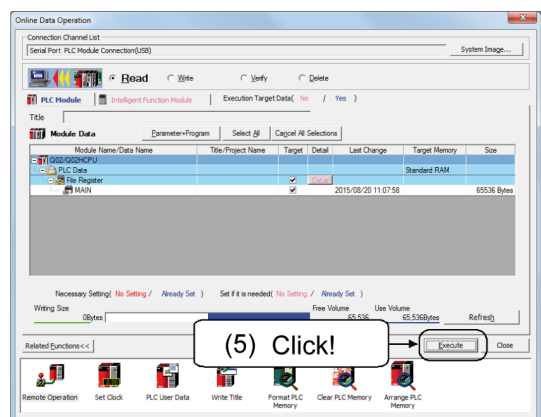 Online Data Operation
Connection Channel List
Serial Port PLC Module Connection(USB)
System Image...
Read Write Verify Delete
PLC Module Intelligent Function Module Execution Target Data( No / Yes )
Title
Module Data Parameter+Program Select All Cancel All Selections
Module Name/Data Name Title/Project Name Target Detail Last Change Target Memory Size
Q02/Q02HCPU
PLC Data Standard RAM
File Register Detail
MAIN 2015/08/20 11:07:58 65536 Bytes
Necessary Setting( No Setting / Already Set ) Set if it is needed( No Setting / Already Set )
Writing Size Free Volume Use Volume
0Bytes 65,536 65,536Bytes Refresh
Related Functions<< (5) Click! Execute Close
Remote Operation Set Clock PLC User Data Write Title Format PLC Memory Clear PLC Memory Arrange PLC Memory